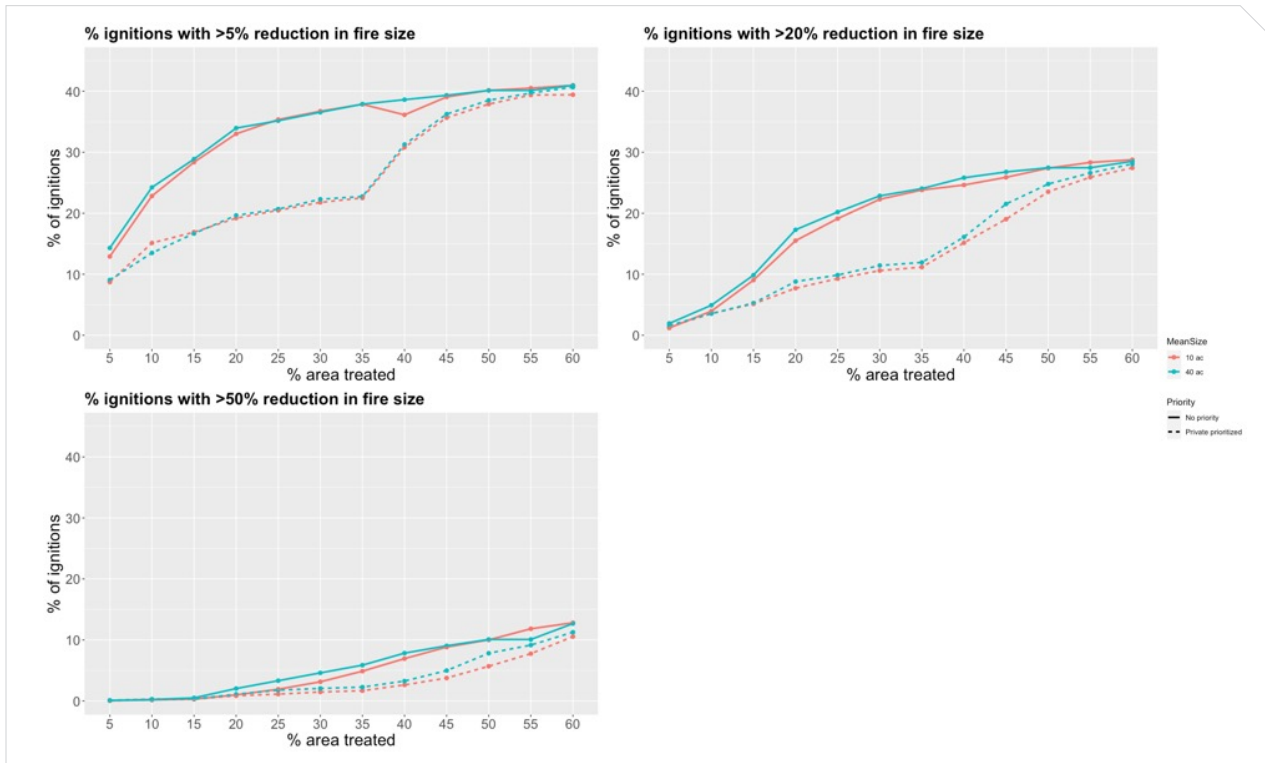 % ignitions with >5% reduction in fire size
% of ignitions
40
30
20
10
0
5 10 15 20 25 30 35 40 45 50 55 60
% area treated
% ignitions with >20% reduction in fire size
% of ignitions
40
30
20
10
0
5 10 15 20 25 30 35 40 45 50 55 60
% area treated
MeanSize
10 ac
40 ac
Priority
No priority
Private prioritized
% ignitions with >50% reduction in fire size
% of ignitions
40
30
20
10
0
5 10 15 20 25 30 35 40 45 50 55 60
% area treated